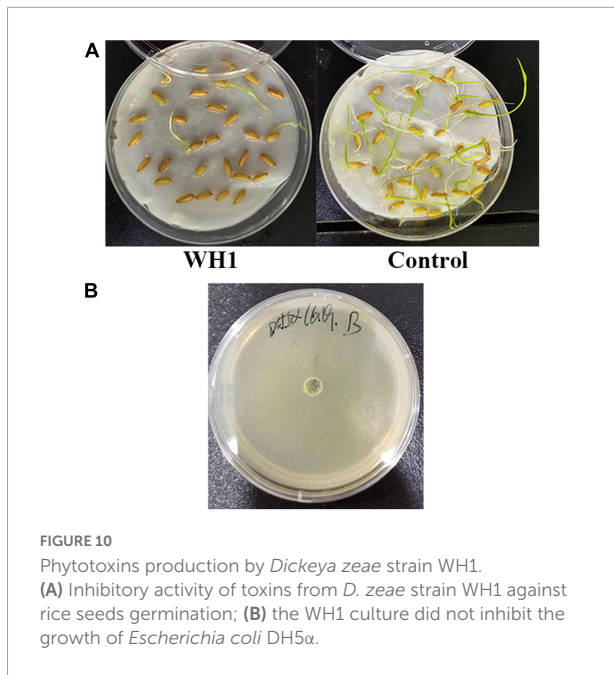 A
WH1
Control
B
B
FIGURE 10
Phytotoxins production by Dickeya zeae strain WH1.
(A) Inhibitory activity of toxins from D. zeae strain WH1 against
rice seeds germination; (B) the WH1 culture did not inhibit the
growth of Escherichia coli DH5α.